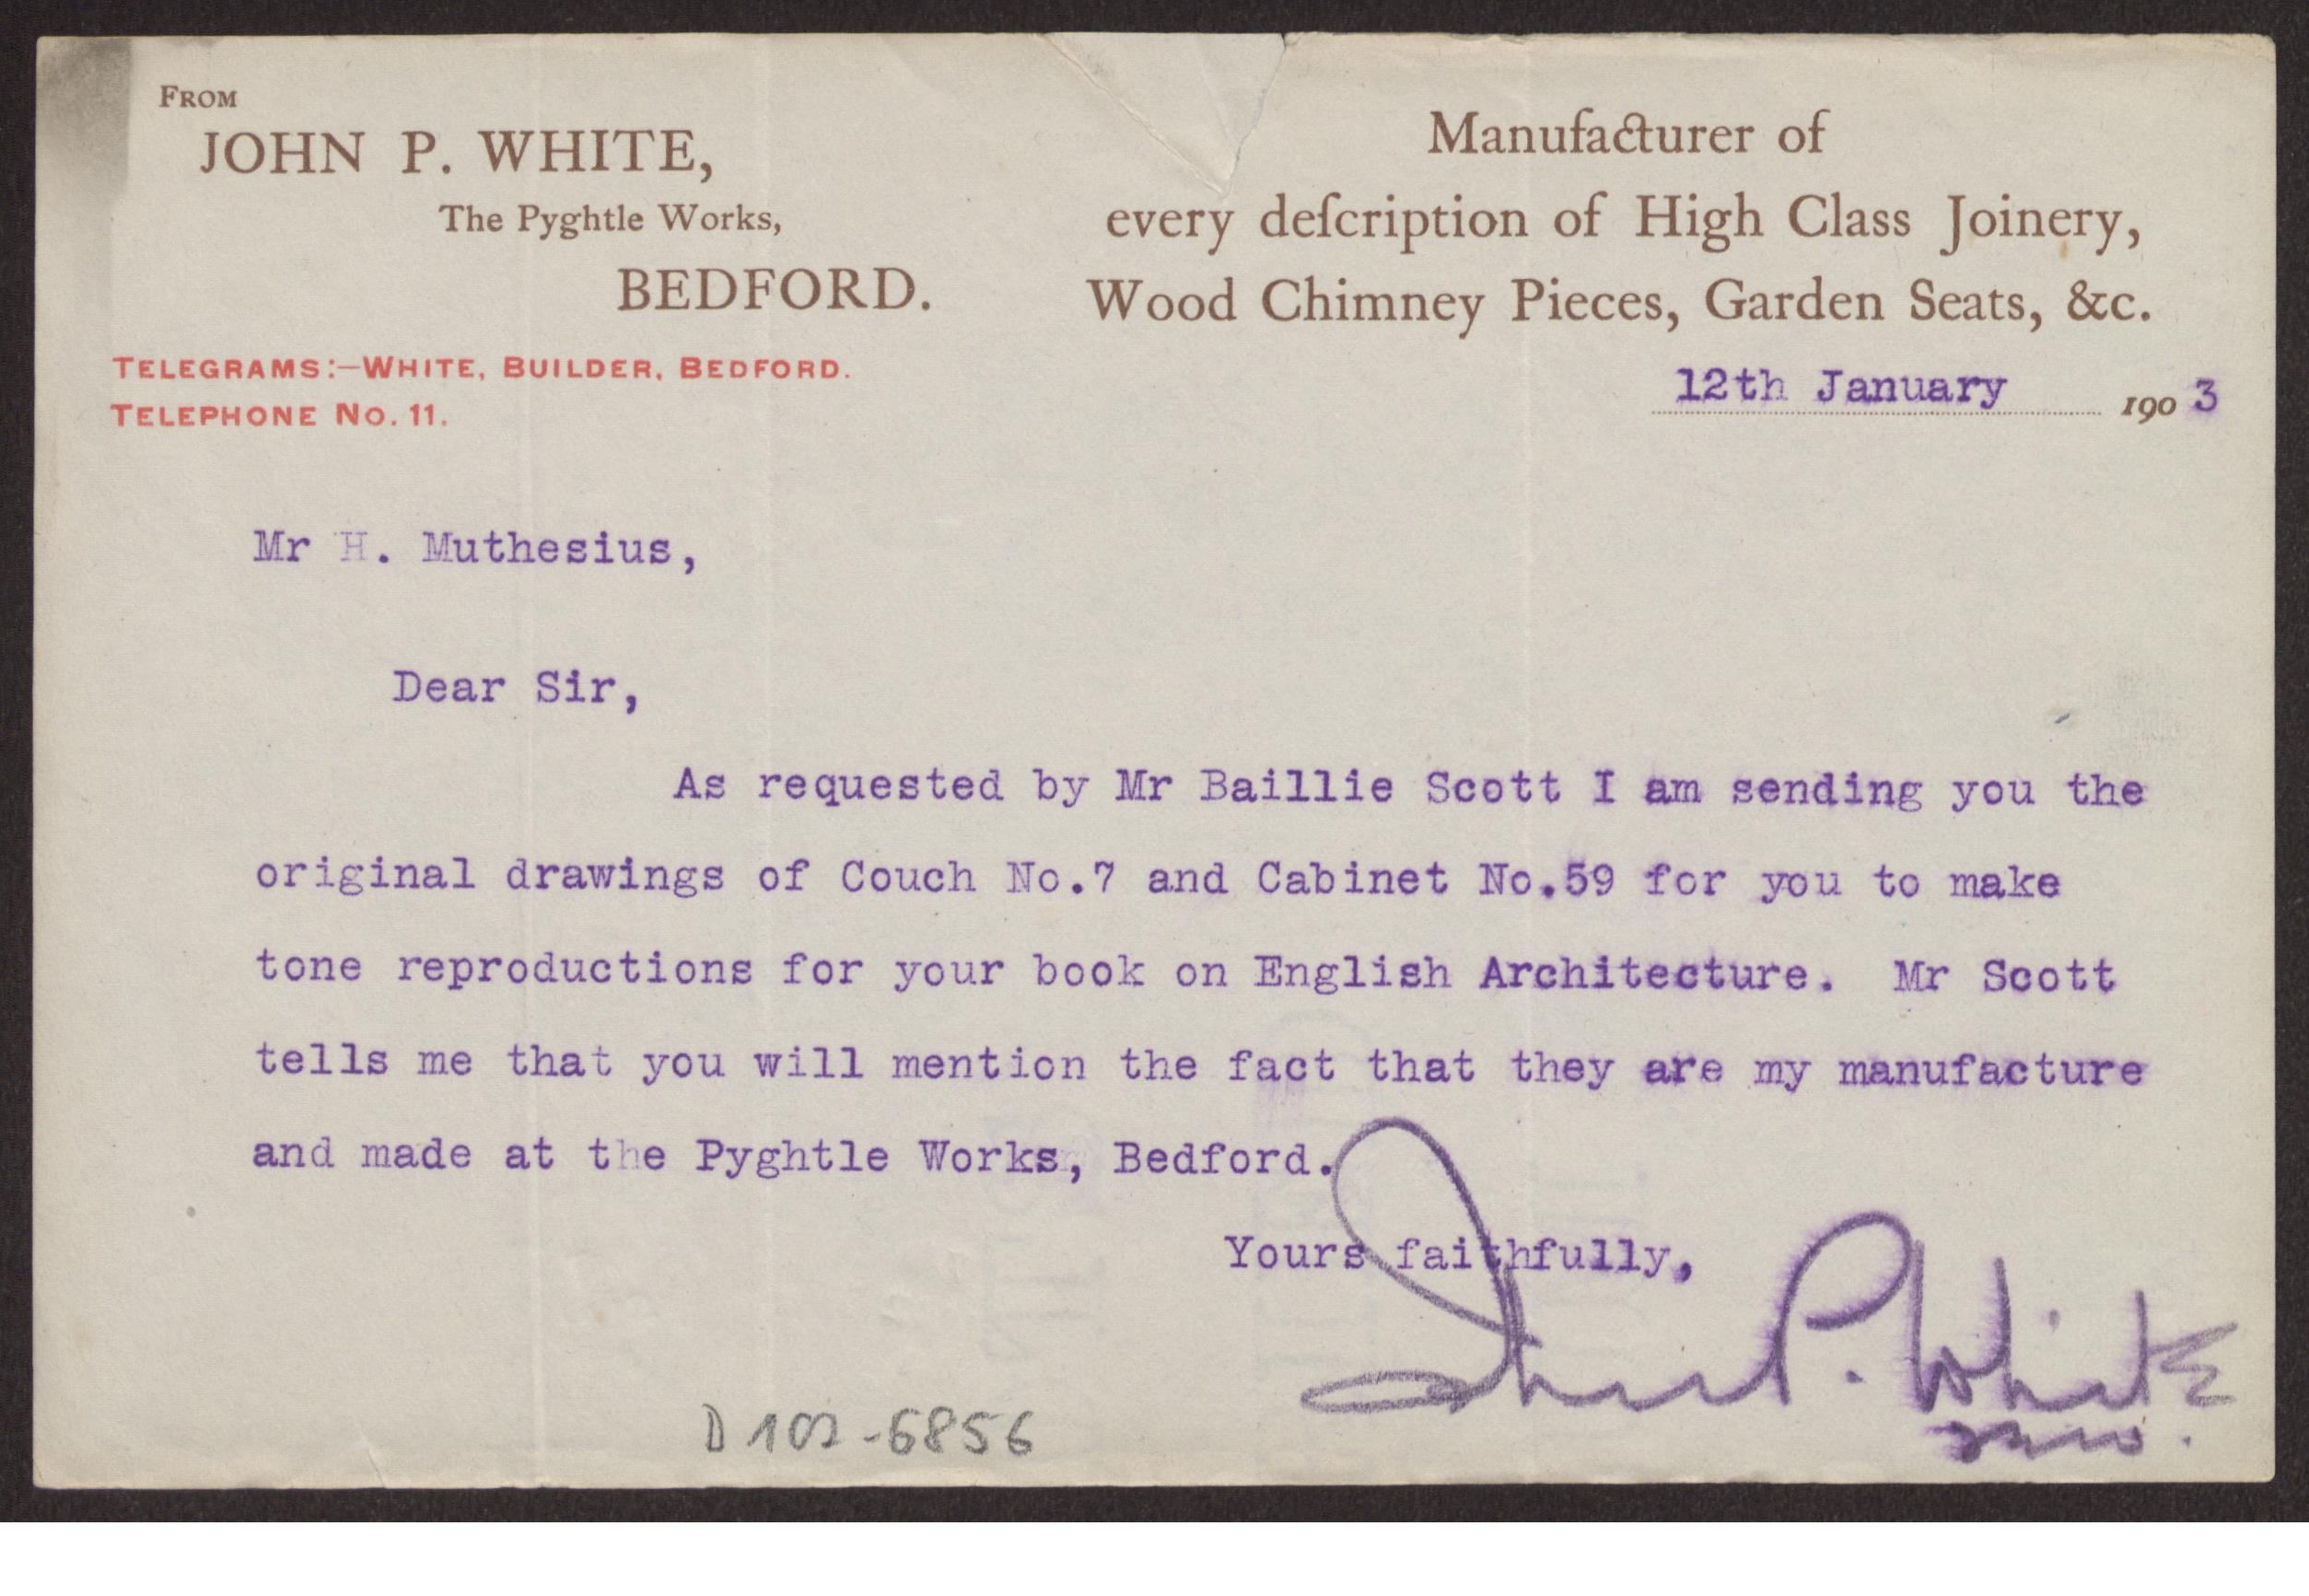 FROM
JOHN P. WHITE,
The Pyghtle Works,
BEDFORD.
TELEGRAMS:—WHITE, BUILDER, BEDFORD.
TELEPHONE No. 11.
Manufacturer of
every deſcription of High Class Joinery,
Wood Chimney Pieces, Garden Seats, &c.
12th January 1903
Mr H. Muthesius,
Dear Sir,
As requested by Mr Baillie Scott I am sending you the
original drawings of Couch No.7 and Cabinet No.59 for you to make
tone reproductions for your book on English Architecture. Mr Scott
tells me that you will mention the fact that they are my manufacture
and made at the Pyghtle Works, Bedford.
Yours faithfully,
John P. White
D 102-6856